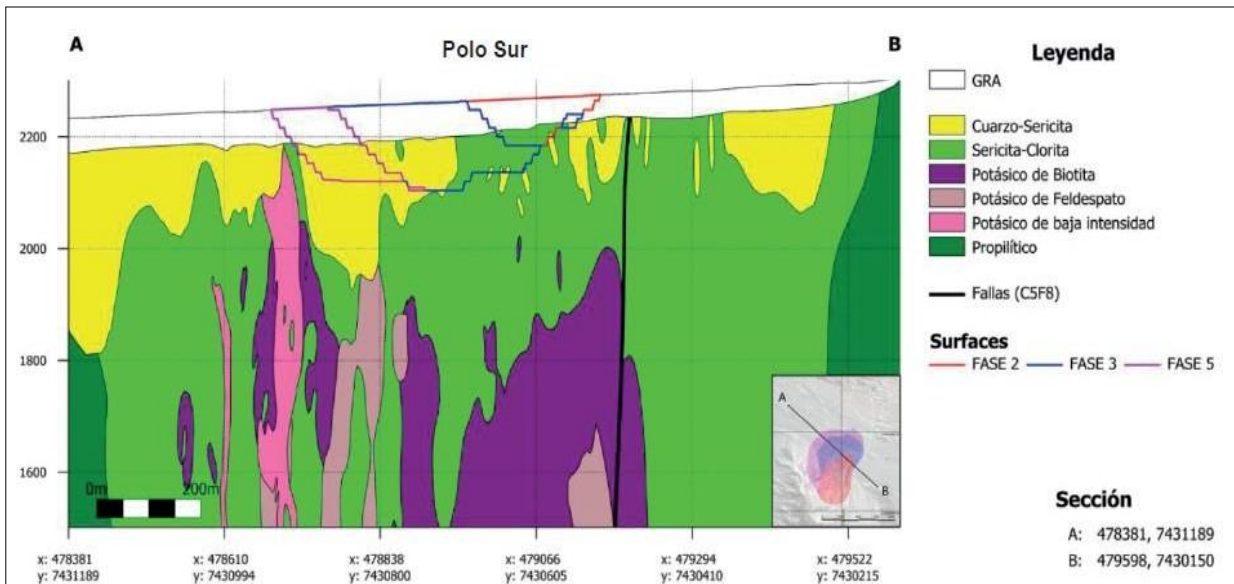 A
Polo Sur
B
2200
2000
1800
1600
0m
200m
x: 478381
y: 7431189
x: 478610
y: 7430994
x: 478838
y: 7430800
x: 479066
y: 7430605
x: 479294
y: 7430410
x: 479522
y: 7430215
Leyenda
GRA
Cuarzo-Sericita
Sericita-Clorita
Potásico de Biotita
Potásico de Feldespato
Potásico de baja intensidad
Propilítico
Fallas (C5F8)
Surfaces
FASE 2
FASE 3
FASE 5
A
B
Sección
A: 478381, 7431189
B: 479598, 7430150